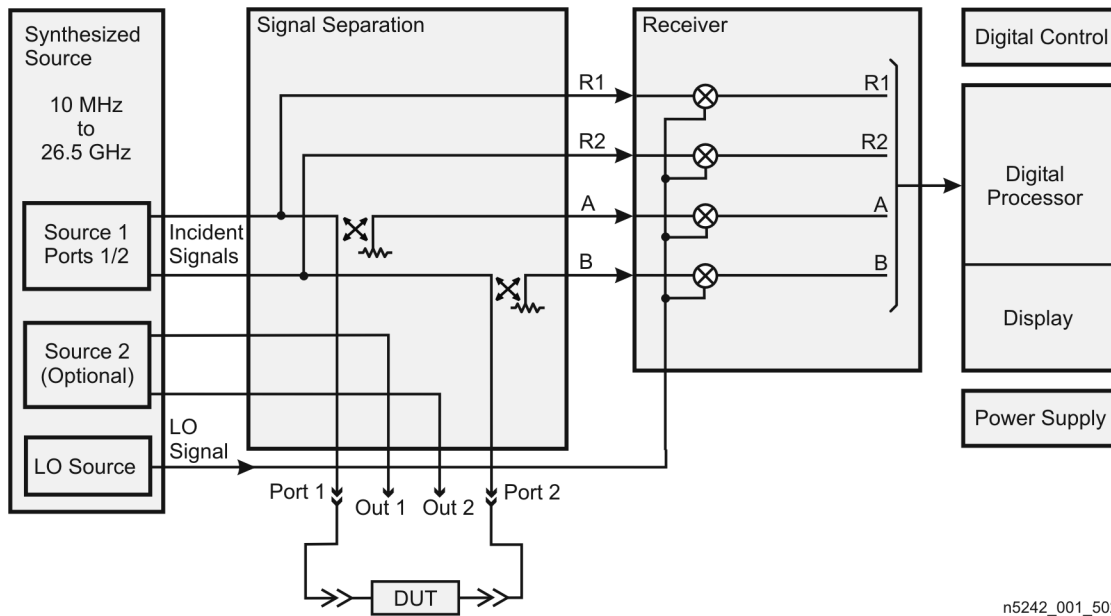 Synthesized
Source
10 MHz
to
26.5 GHz
Source 1
Ports 1/2
Source 2
(Optional)
LO Source
Incident
Signals
LO
Signal
Signal Separation
R1
R2
A
B
Port 1
Out 1
Out 2
Port 2
DUT
Receiver
R1
R2
A
B
Digital Control
Digital
Processor
Display
Power Supply